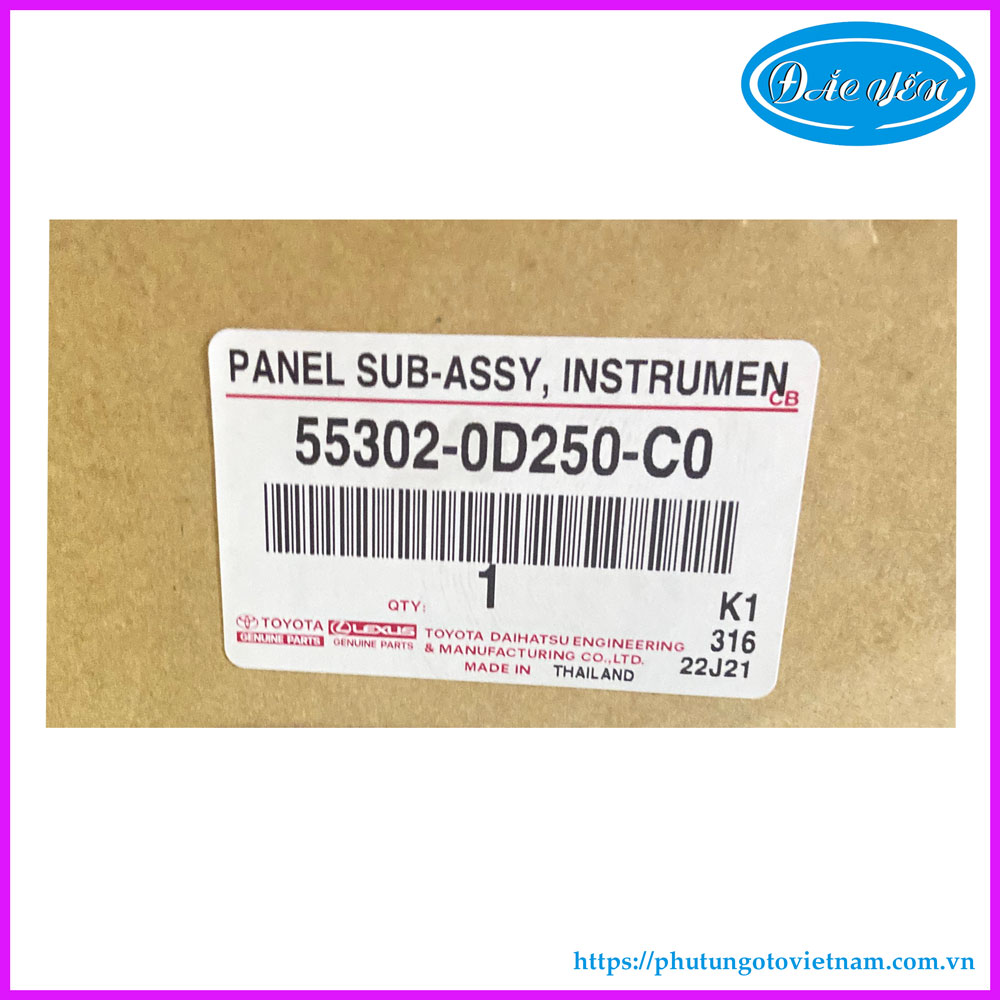 ĐẮC YẾN
PANEL SUB-ASSY, INSTRUMEN
CB
55302-0D250-C0
QTY: 1
K1
TOYOTA LEXUS TOYOTA DAIHATSU ENGINEERING 316
GENUINE PARTS GENUINE PARTS & MANUFACTURING CO.,LTD. 22J21
MADE IN THAILAND
https://phutungotovietnam.com.vn